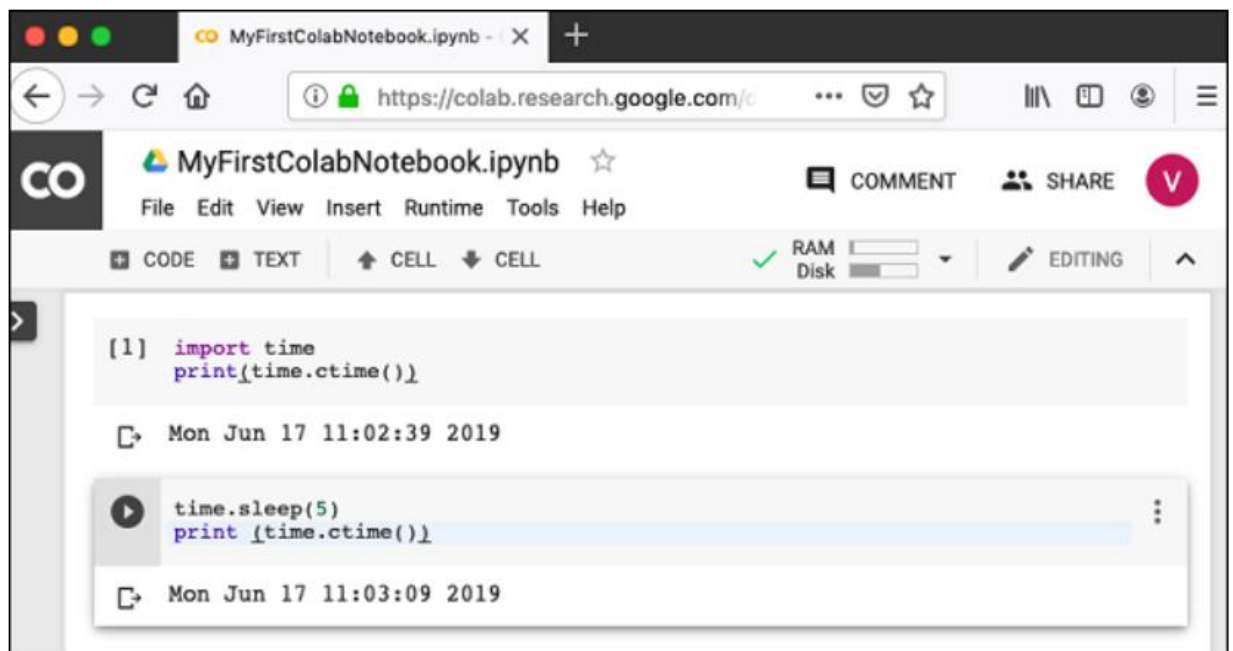 CO MyFirstColabNotebook.ipynb -
https://colab.research.google.com/
CO MyFirstColabNotebook.ipynb
COMMENT SHARE V
File Edit View Insert Runtime Tools Help
CODE TEXT CELL CELL RAM Disk EDITING
[1] import time
print(time.ctime())
Mon Jun 17 11:02:39 2019
time.sleep(5)
print (time.ctime())
Mon Jun 17 11:03:09 2019